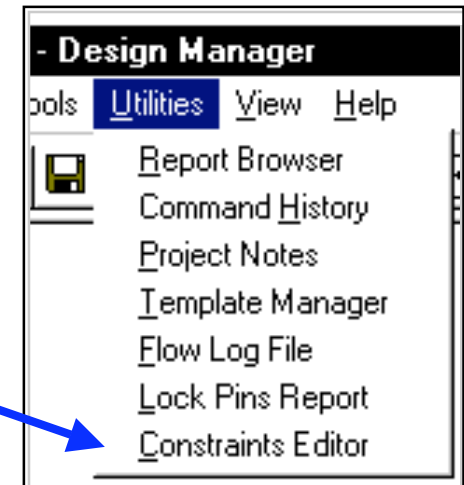 - Design Manager
ools Utilities View Help
Report Browser
Command History
Project Notes
Template Manager
Flow Log File
Lock Pins Report
Constraints Editor